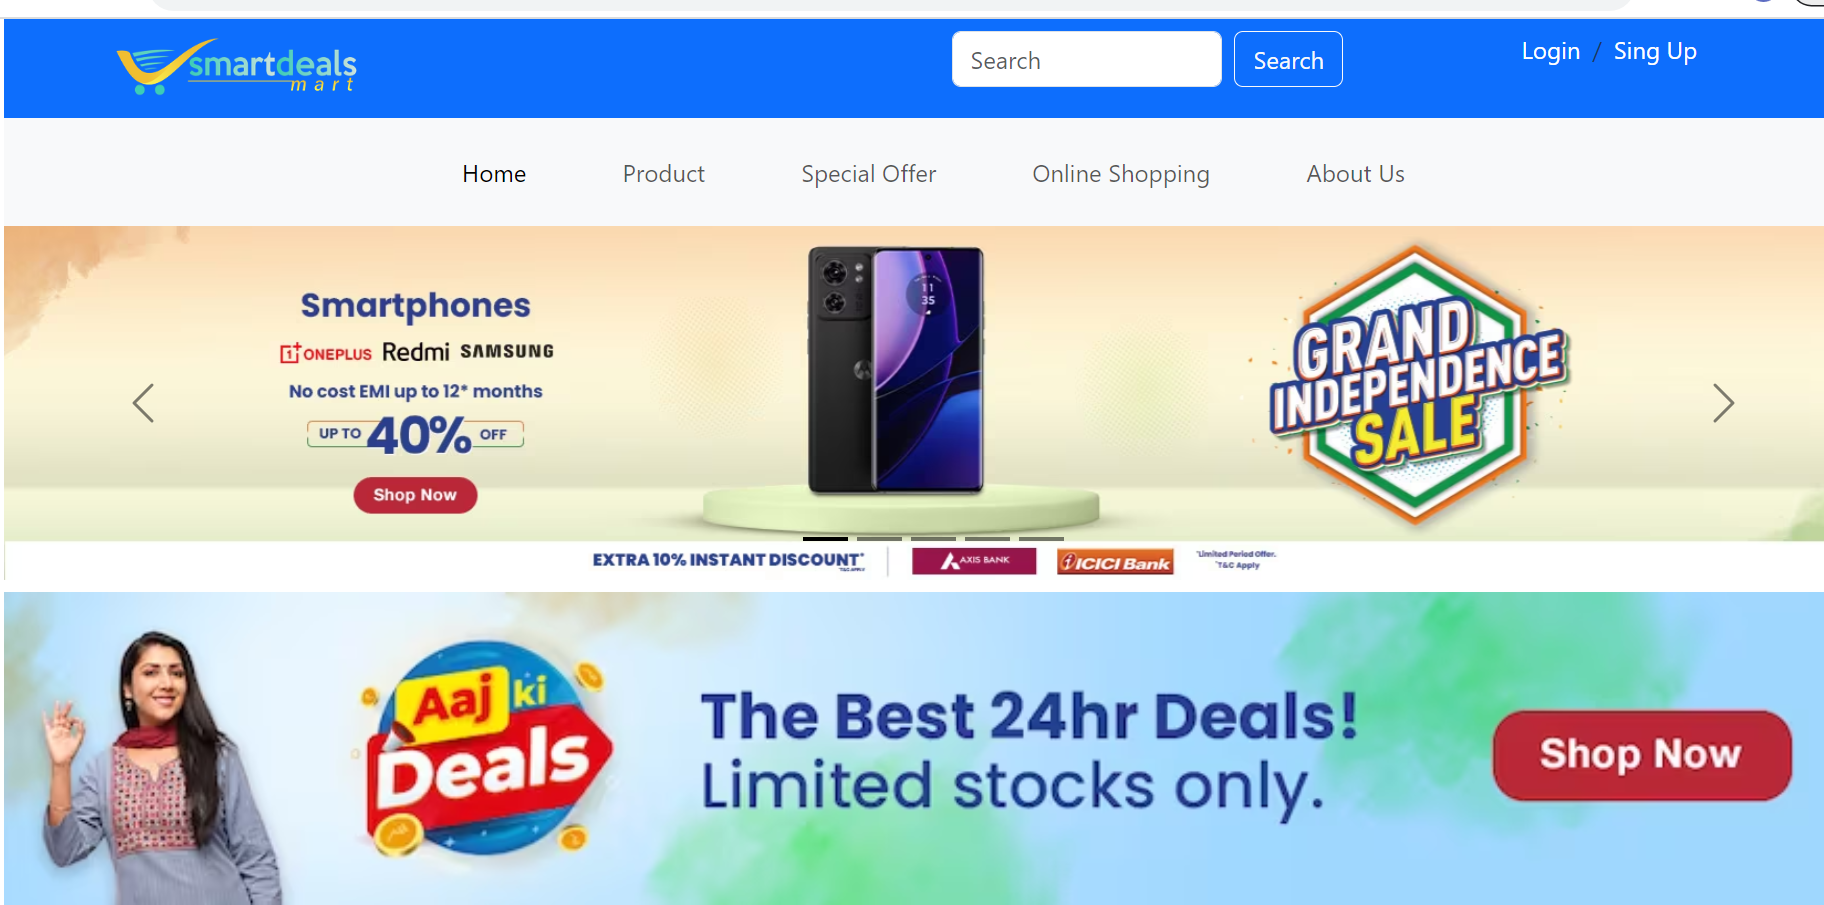 smartdeals
mart
Search
Search
Login / Sing Up
Home
Product
Special Offer
Online Shopping
About Us
Smartphones
ONEPLUS Redmi SAMSUNG
No cost EMI up to 12* months
UP TO 40% OFF
Shop Now
11
35
GRAND
INDEPENDENCE
SALE
EXTRA 10% INSTANT DISCOUNT*
*T&C APPLY
AXIS BANK
ICICI Bank
*Limited Period Offer.
*T&C Apply
Aaj ki
Deals
The Best 24hr Deals!
Limited stocks only.
Shop Now